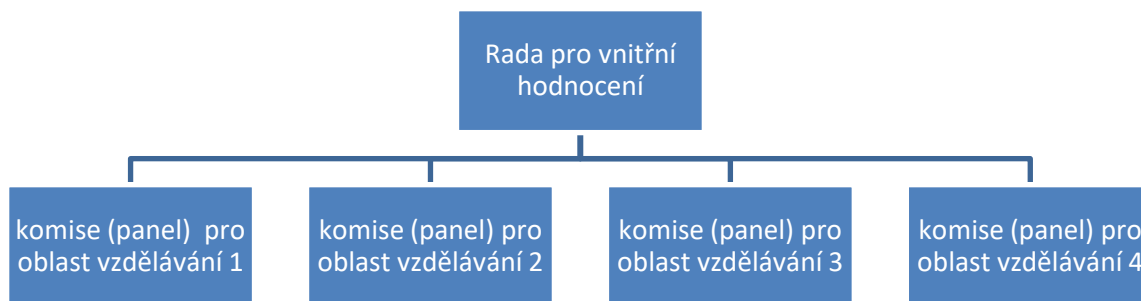 Rada pro vnitřní
hodnocení
komise (panel)  pro
oblast vzdělávání 1
komise (panel) pro
oblast vzdělávání 2
komise (panel) pro
oblast vzdělávání 3
komise (panel) pro
oblast vzdělávání 4